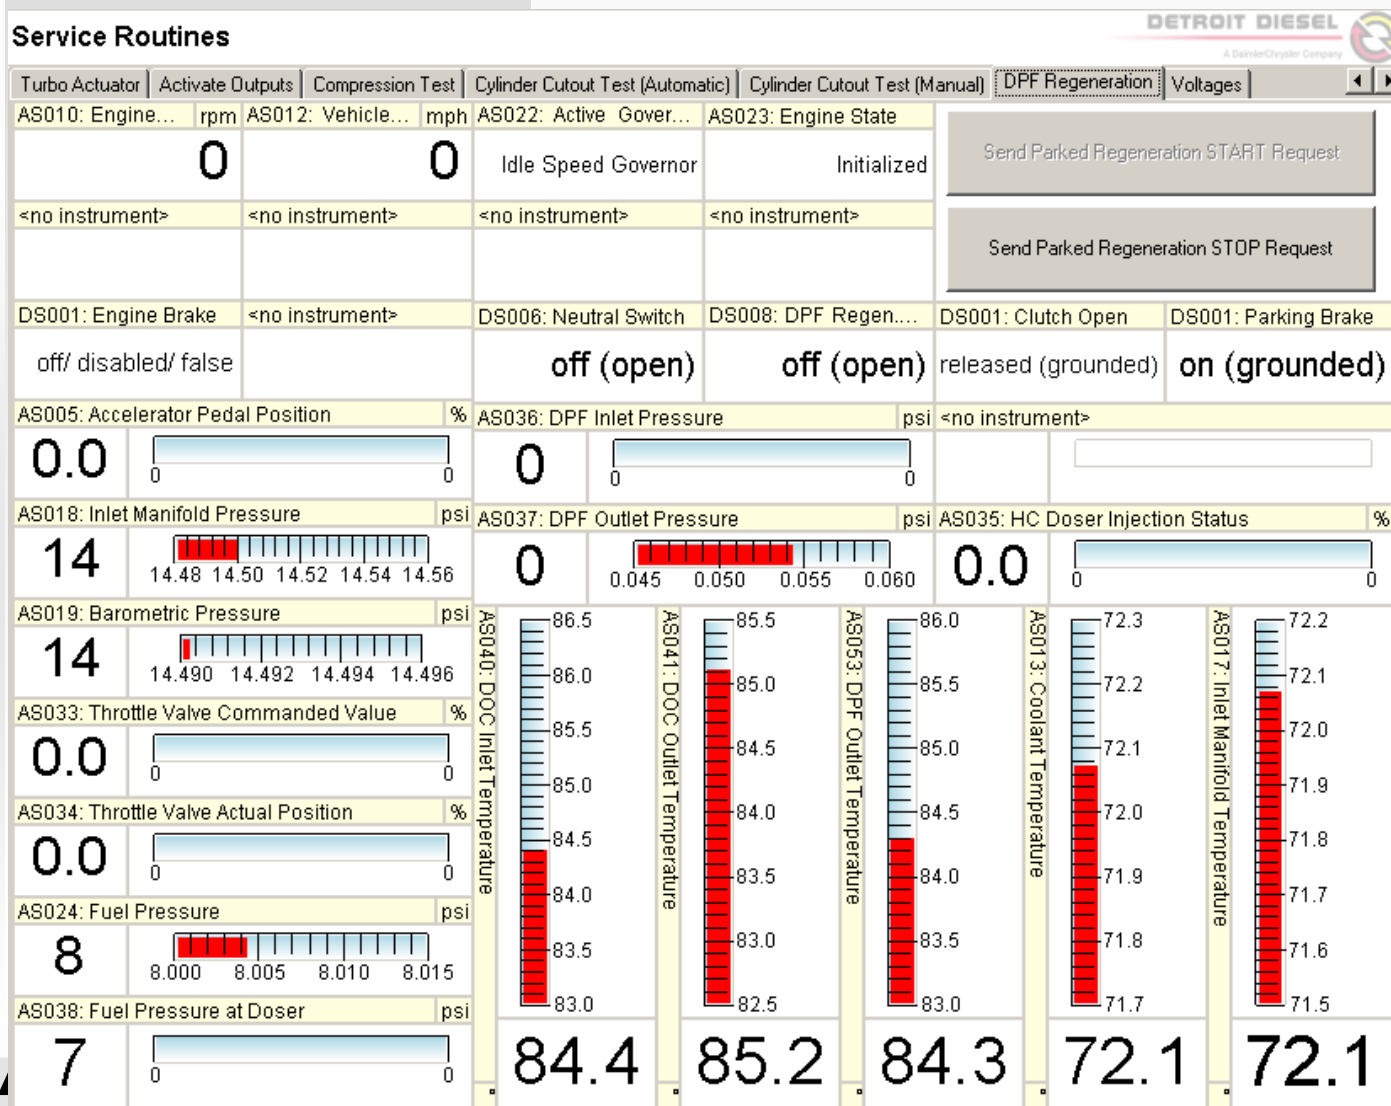 DETROIT DIESEL
A DaimlerChrysler Company
Service Routines
Turbo Actuator Activate Outputs Compression Test Cylinder Cutout Test (Automatic) Cylinder Cutout Test (Manual) DPF Regeneration Voltages
AS010: Engine... rpm AS012: Vehicle... mph AS022: Active Gover... AS023: Engine State
0 0 Idle Speed Governor Initialized
Send Parked Regeneration START Request
<no instrument> <no instrument> <no instrument> <no instrument>
Send Parked Regeneration STOP Request
DS001: Engine Brake <no instrument> DS006: Neutral Switch DS008: DPF Regen.... DS001: Clutch Open DS001: Parking Brake
off/ disabled/ false off (open) off (open) released (grounded) on (grounded)
AS005: Accelerator Pedal Position % AS036: DPF Inlet Pressure psi <no instrument>
0.0 0 0 0 0 0
AS018: Inlet Manifold Pressure psi AS037: DPF Outlet Pressure psi AS035: HC Doser Injection Status %
14 14.48 14.50 14.52 14.54 14.56 0 0.045 0.050 0.055 0.060 0.0 0 0
AS019: Barometric Pressure psi
14 14.490 14.492 14.494 14.496
AS033: Throttle Valve Commanded Value %
0.0 0 0
AS034: Throttle Valve Actual Position %
0.0 0 0
AS024: Fuel Pressure psi
8 8.000 8.005 8.010 8.015
AS038: Fuel Pressure at Doser psi
7 0 0
AS040: DOC Inlet Temperature °
86.5
86.0
85.5
85.0
84.5
84.0
83.5
83.0
84.4
AS041: DOC Outlet Temperature °
85.5
85.0
84.5
84.0
83.5
83.0
82.5
85.2
AS053: DPF Outlet Temperature °
86.0
85.5
85.0
84.5
84.0
83.5
83.0
84.3
AS013: Coolant Temperature °
72.3
72.2
72.1
72.0
71.9
71.8
71.7
72.1
AS017: Inlet Manifold Temperature °
72.2
72.1
72.0
71.9
71.8
71.7
71.6
71.5
72.1